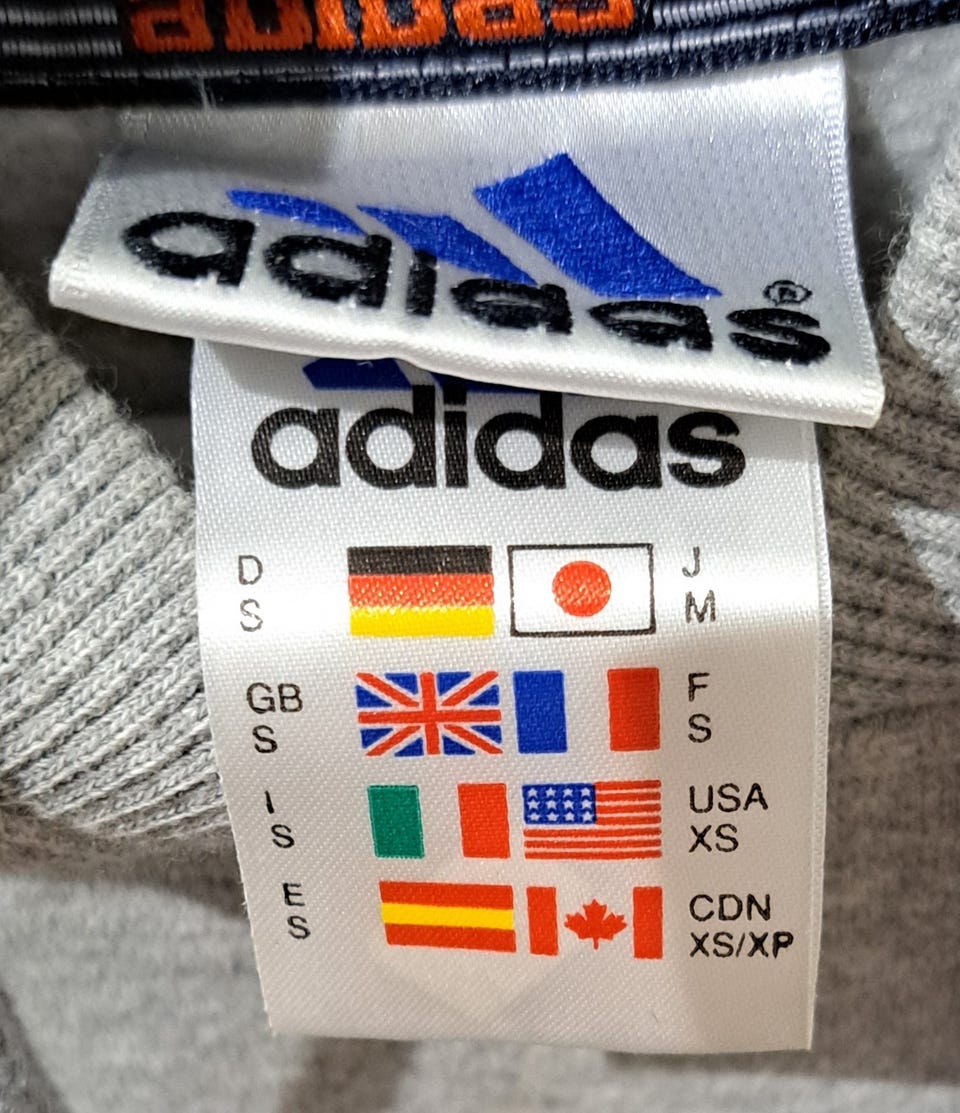 adidas
adidas®
adidas
D J
S M
GB F
S S
I USA
S XS
E CDN
S XS/XP